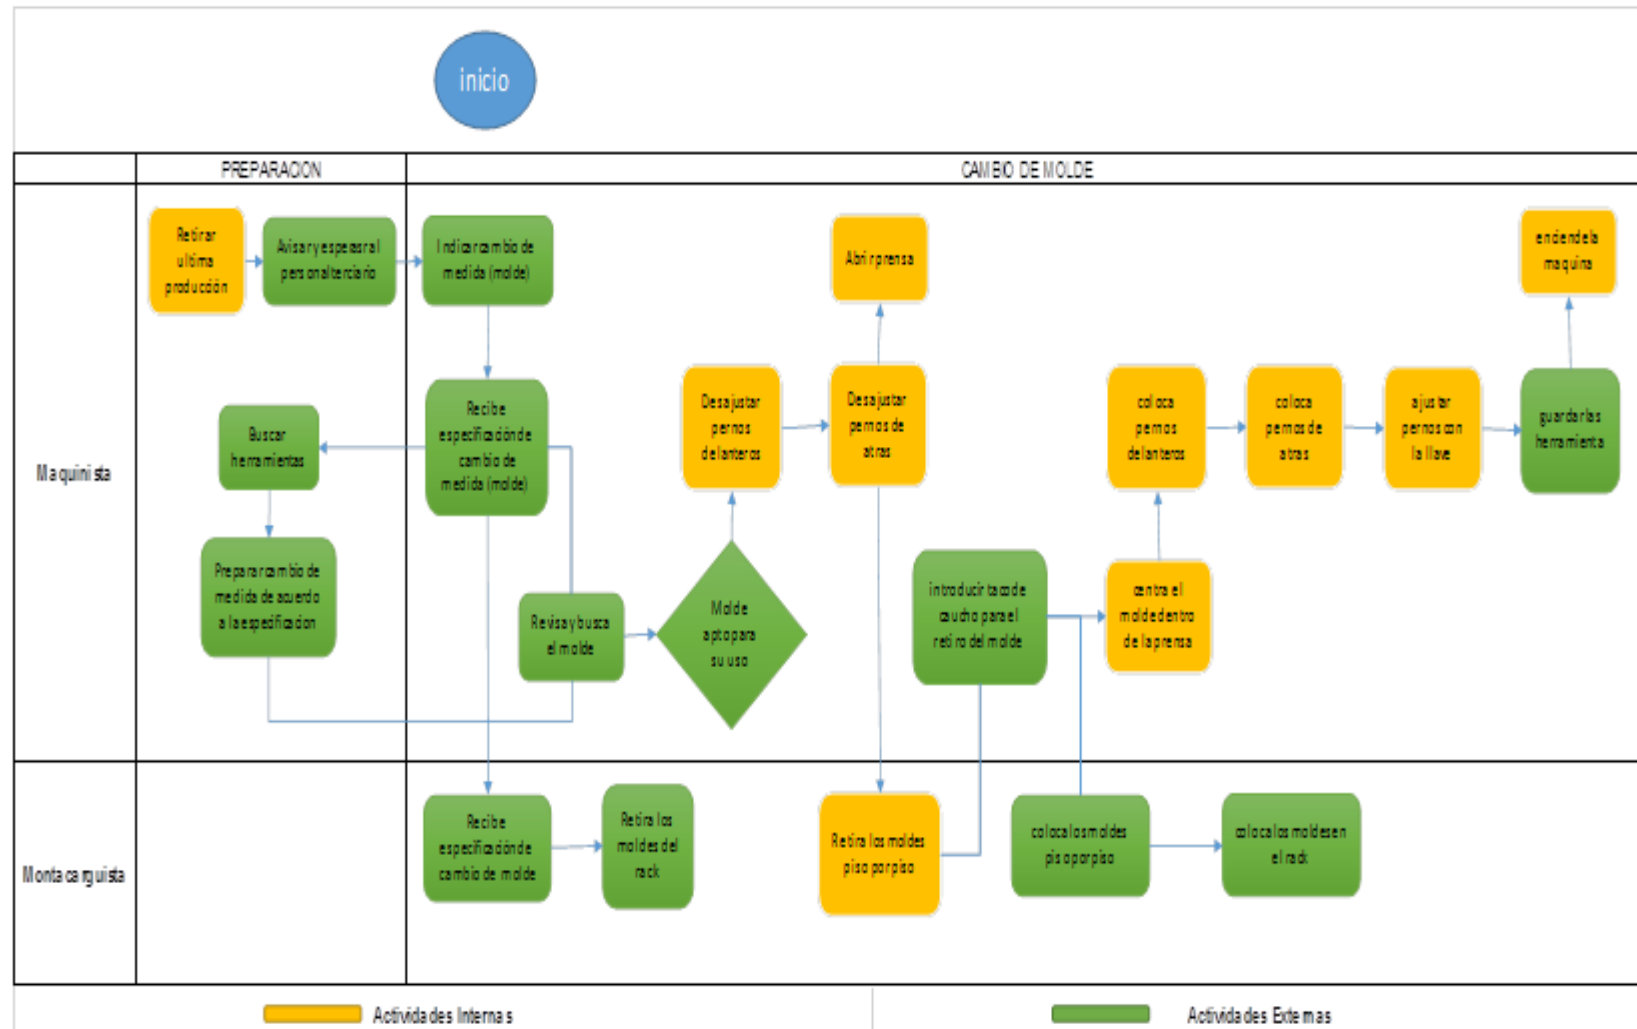 inicio
PREPARACION
CAMBIO DE MOLDE
Maquinista
Retirar
ultima
producción
Avisar y espeasr al
personal terciario
Indicar cambio de
medida (molde)
Abrir prensa
enciende la
maquina
Buscar
herramientas
Recibe
especificación de
cambio de
medida (molde)
Desajustar
pernos
delanteros
Desajustar
pernos de
atras
coloca
pernos
delanteros
coloca
pernos de
atras
ajustar
pernos con
la llave
guardar las
herramienta
Preparar cambio de
medida de acuerdo
a la especificacion
Revisa y busca
el molde
Molde
apto para
su uso
introducir taco de
caucho para el
retiro del molde
centra el
molde dentro
de la prensa
Montacarguista
Recibe
especificación de
cambio de molde
Retira los
moldes del
rack
Retira los moldes
piso por piso
coloca los moldes
piso por piso
coloca los moldes en
el rack
Actividades Internas
Actividades Externas